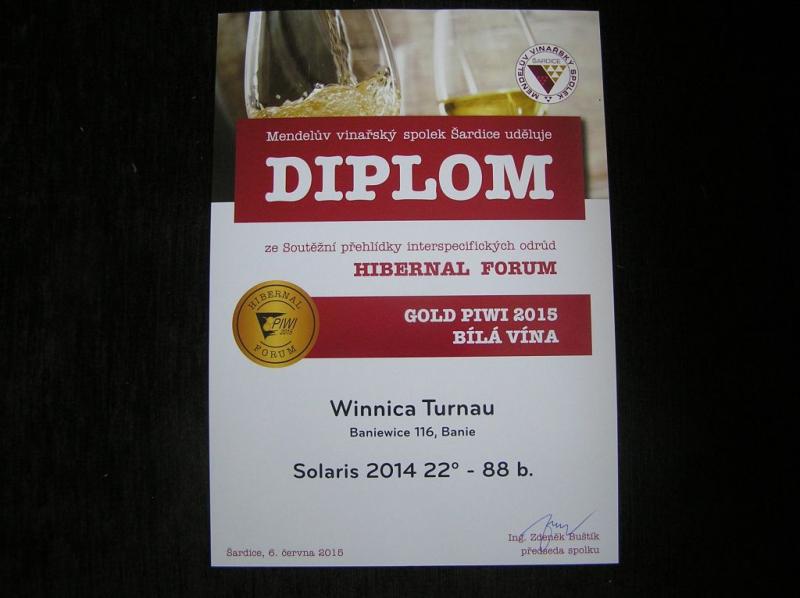 MENDELŮV VINAŘSKÝ SPOLEK
ŠARDICE
Mendelův vinařský spolek Šardice uděluje
DIPLOM
ze Soutěžní přehlídky interspecifických odrůd
HIBERNAL FORUM
HIBERNAL
PIWI
2015
FORUM
GOLD PIWI 2015
BÍLÁ VÍNA
Winnica Turnau
Baniewice 116, Banie
Solaris 2014 22° - 88 b.
Ing. Zdeněk Buštík
předseda spolku
Šardice, 6. června 2015